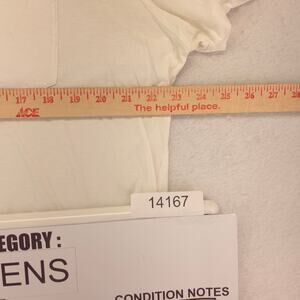 17 18 19 20 21 22 23 24 25 26 27
ACE The helpful place.
14167
EGORY :
ENS
CONDITION NOTES